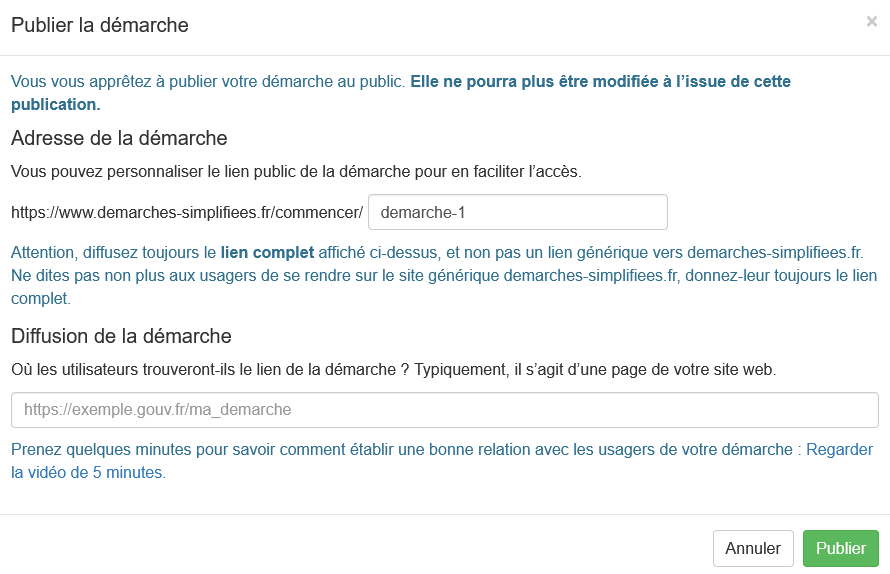 Publier la démarche
×
Vous vous apprêtez à publier votre démarche au public. Elle ne pourra plus être modifiée à l’issue de cette
publication.
Adresse de la démarche
Vous pouvez personnaliser le lien public de la démarche pour en faciliter l’accès.
https://www.demarches-simplifiees.fr/commencer/ demarche-1
Attention, diffusez toujours le lien complet affiché ci-dessus, et non pas un lien générique vers demarches-simplifiees.fr.
Ne dites pas non plus aux usagers de se rendre sur le site générique demarches-simplifiees.fr, donnez-leur toujours le lien
complet.
Diffusion de la démarche
Où les utilisateurs trouveront-ils le lien de la démarche ? Typiquement, il s’agit d’une page de votre site web.
https://exemple.gouv.fr/ma_demarche
Prenez quelques minutes pour savoir comment établir une bonne relation avec les usagers de votre démarche : Regarder
la vidéo de 5 minutes.
Annuler Publier